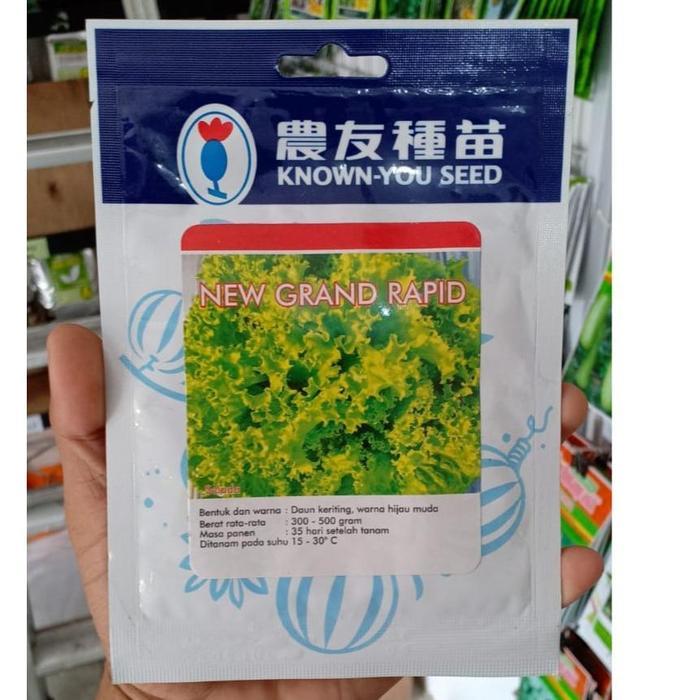 農友種苗
KNOWN-YOU SEED
NEW GRAND RAPID
Bentuk dan warna : Daun keriting, warna hijau muda
Berat rata-rata : 300 - 500 gram
Masa panen : 35 hari setelah tanam
Ditanam pada suhu 15 - 30° C